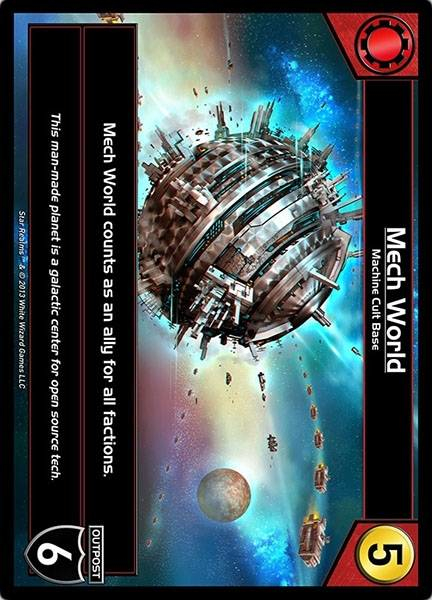 Mech World
Machine Cult Base
5
Mech World counts as an ally for all factions.
This man-made planet is a galactic center for open source tech.
OUTPOST
6
Star Realms™ & © 2013 White Wizard Games LLC